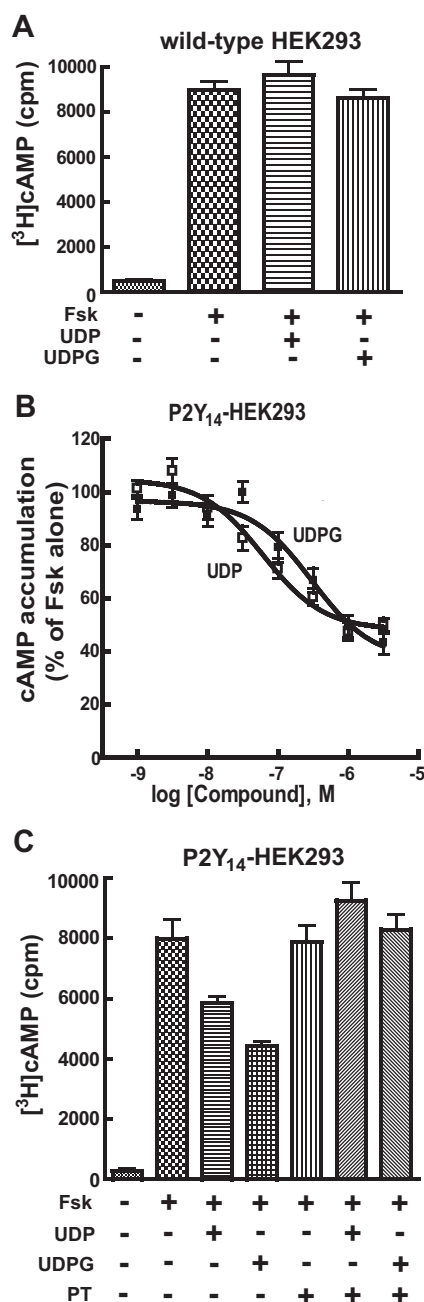 A
wild-type HEK293
[³H]cAMP (cpm)
10000
8000
6000
4000
2000
0
Fsk - + + +
UDP - - + -
UDPG - - - +
B
P2Y₁₄-HEK293
cAMP accumulation
(% of Fsk alone)
120
100
80
60
40
20
0
UDPG
UDP
-9 -8 -7 -6 -5
log [Compound], M
C
P2Y₁₄-HEK293
[³H]cAMP (cpm)
10000
8000
6000
4000
2000
0
Fsk - + + + + + +
UDP - - + - - + -
UDPG - - - + - - +
PT - - - - + + +